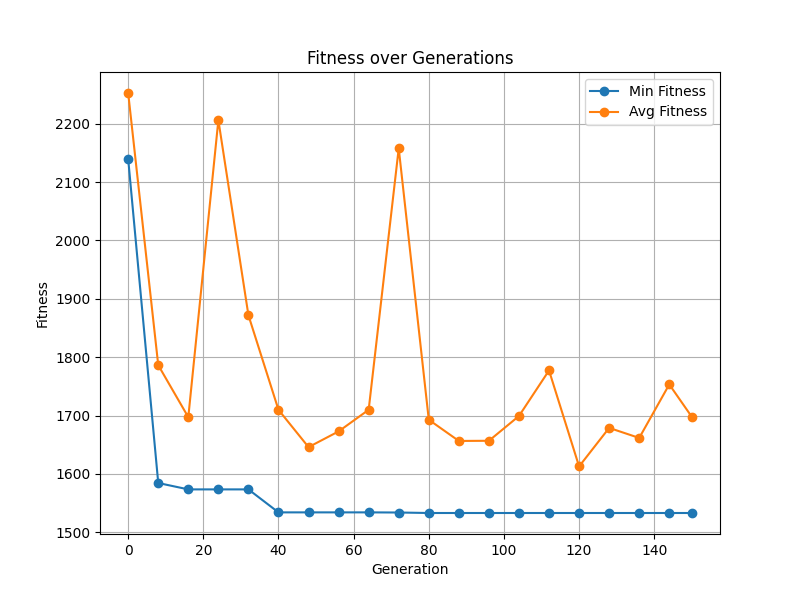 Fitness over Generations
Min Fitness
Avg Fitness
2200
2100
2000
1900
1800
1700
1600
1500
Fitness
0 20 40 60 80 100 120 140
Generation